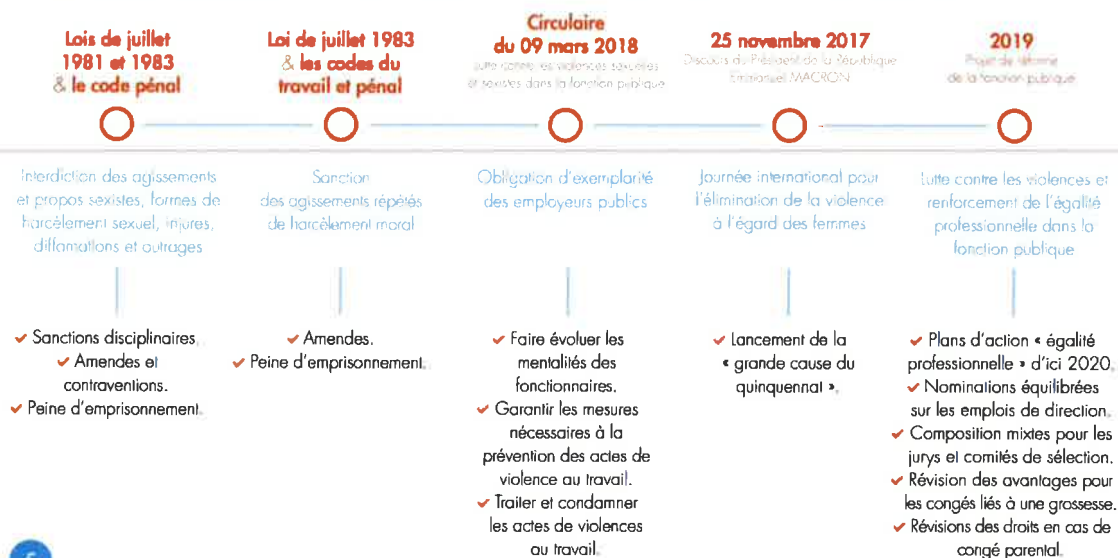 Lois de juillet
1981 et 1983
& le code pénal
Interdiction des agissements
et propos sexistes, formes de
harcèlement sexuel, injures,
diffamations et outrages
✓ Sanctions disciplinaires.
✓ Amendes et
contraventions.
✓ Peine d'emprisonnement.
Loi de juillet 1983
& les codes du
travail et pénal
Sanction
des agissements répétés
de harcèlement moral
✓ Amendes.
✓ Peine d'emprisonnement.
Circulaire
du 09 mars 2018
Lutte contre les violences sexuelles
et sexistes dans la fonction publique
Obligation d'exemplarité
des employeurs publics
✓ Faire évoluer les
mentalités des
fonctionnaires.
✓ Garantir les mesures
nécessaires à la
prévention des actes de
violence au travail.
✓ Traiter et condamner
les actes de violences
au travail.
25 novembre 2017
Discours du Président de la République
Emmanuel MACRON
Journée international pour
l'élimination de la violence
à l'égard des femmes
✓ Lancement de la
« grande cause du
quinquennat ».
2019
Projet de réforme
de la fonction publique
Lutte contre les violences et
renforcement de l'égalité
professionnelle dans la
fonction publique
✓ Plans d'action « égalité
professionnelle » d'ici 2020.
✓ Nominations équilibrées
sur les emplois de direction.
✓ Composition mixtes pour les
jurys et comités de sélection.
✓ Révision des avantages pour
les congés liés à une grossesse.
✓ Révisions des droits en cas de
congé parental.